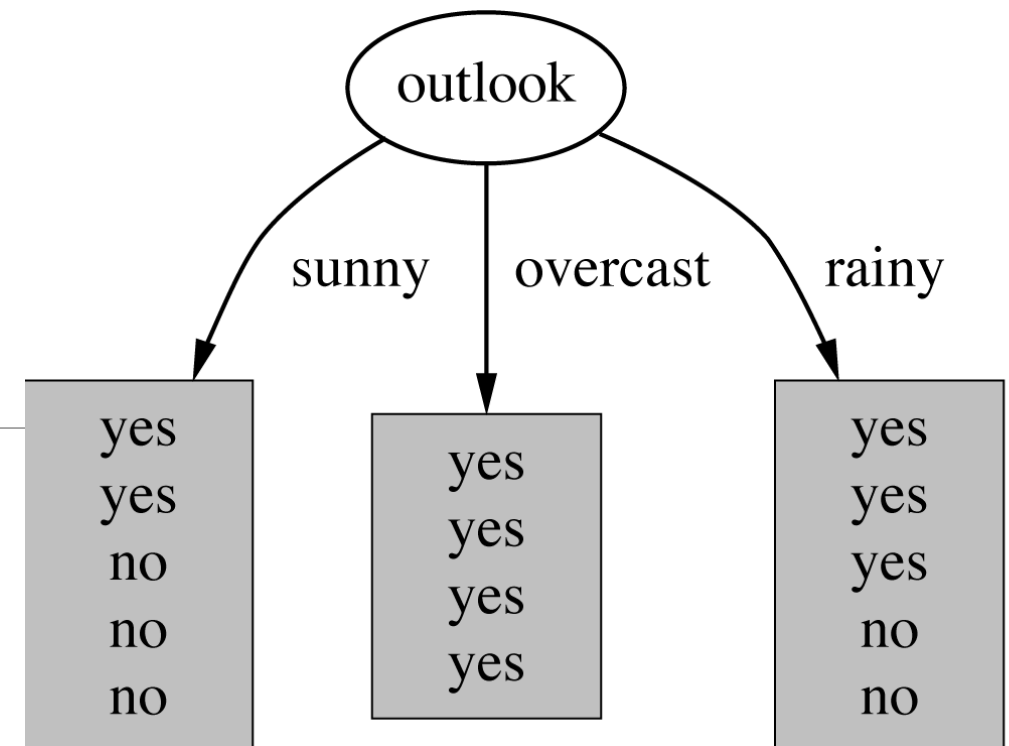 outlook
sunny
overcast
rainy
yes
yes
no
no
no
yes
yes
yes
yes
yes
yes
yes
no
no